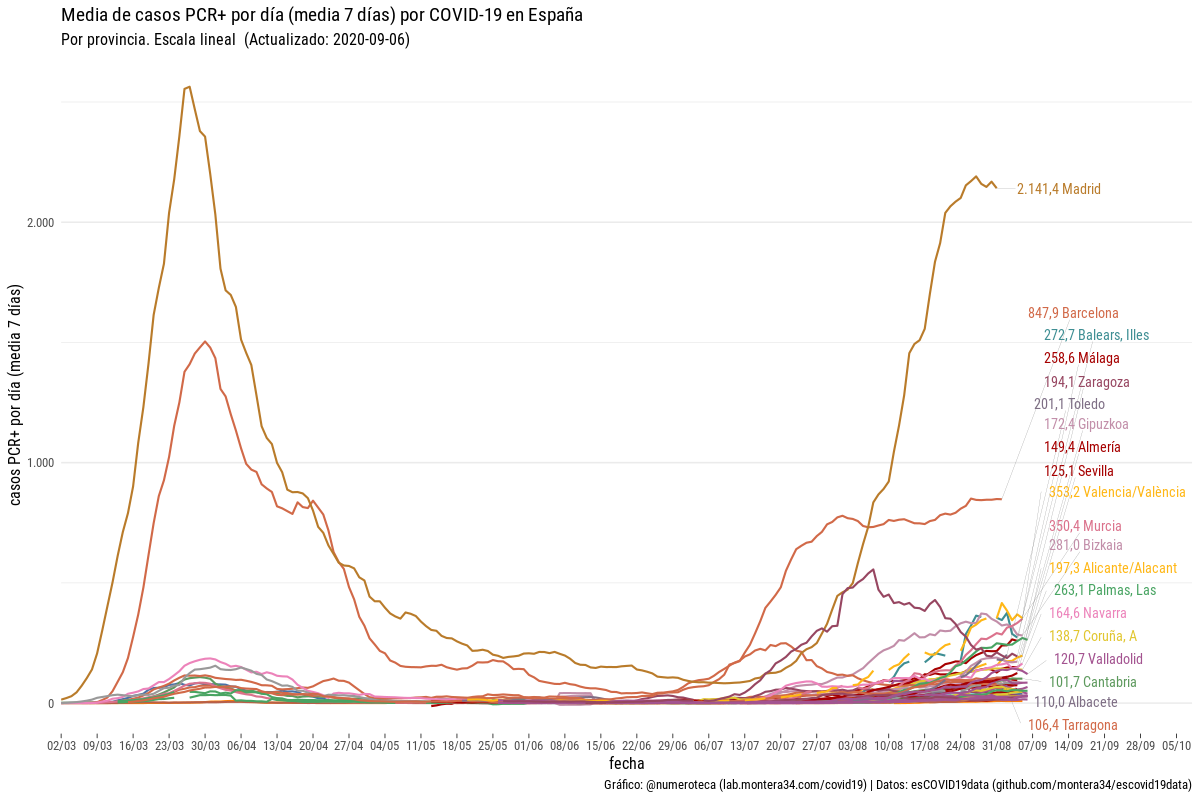 Media de casos PCR+ por día (media 7 días) por COVID-19 en España
Por provincia. Escala lineal (Actualizado: 2020-09-06)
casos PCR+ por día (media 7 días)
2.000
1.000
0
2.141,4 Madrid
847,9 Barcelona
272,7 Balears, Illes
258,6 Málaga
194,1 Zaragoza
201,1 Toledo
172,4 Gipuzkoa
149,4 Almería
125,1 Sevilla
353,2 Valencia/València
350,4 Murcia
281,0 Bizkaia
197,3 Alicante/Alacant
263,1 Palmas, Las
164,6 Navarra
138,7 Coruña, A
120,7 Valladolid
101,7 Cantabria
110,0 Albacete
106,4 Tarragona
02/03 09/03 16/03 23/03 30/03 06/04 13/04 20/04 27/04 04/05 11/05 18/05 25/05 01/06 08/06 15/06 22/06 29/06 06/07 13/07 20/07 27/07 03/08 10/08 17/08 24/08 31/08 07/09 14/09 21/09 28/09 05/10
fecha
Gráfico: @numeroteca (lab.montera34.com/covid19) | Datos: esCOVID19data (github.com/montera34/escovid19data)